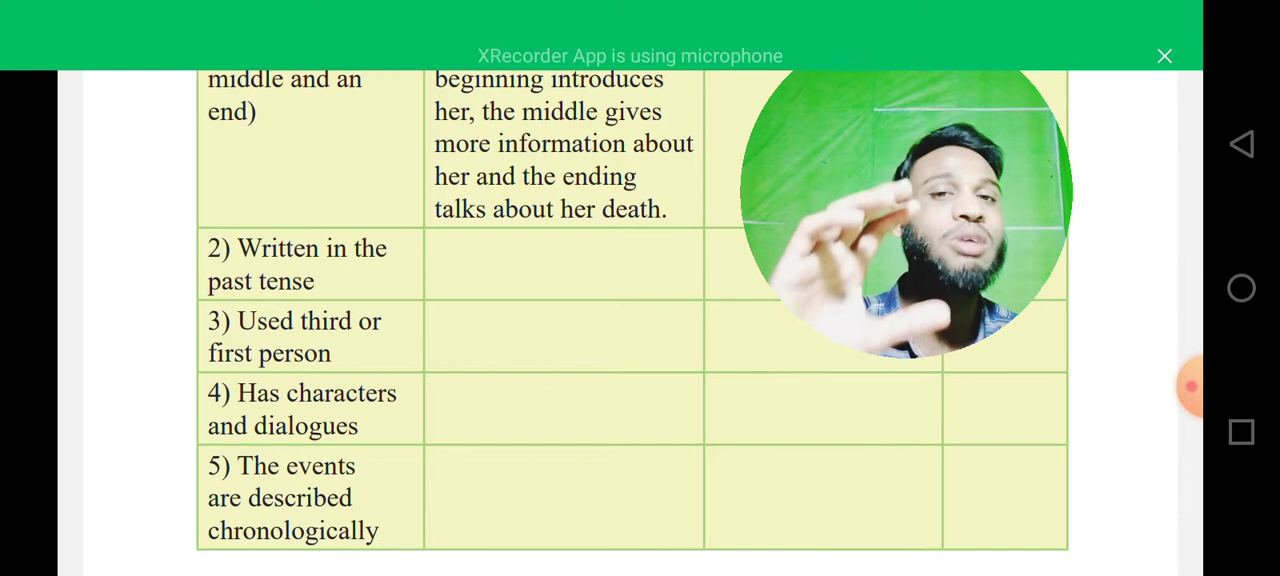 XRecorder App is using microphone
middle and an
end)
beginning introduces
her, the middle gives
more information about
her and the ending
talks about her death.
2) Written in the
past tense
3) Used third or
first person
4) Has characters
and dialogues
5) The events
are described
chronologically